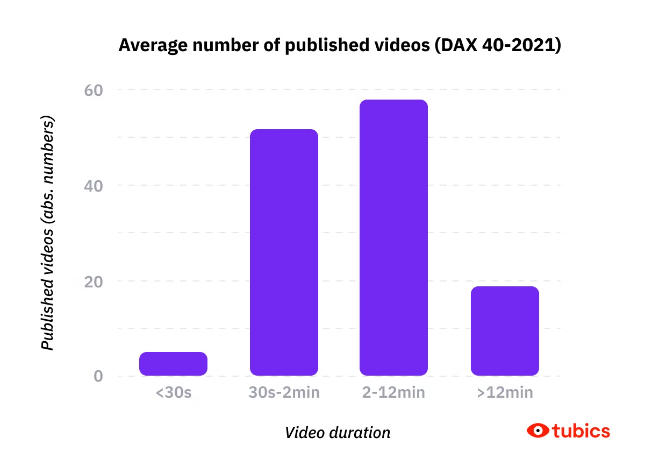 Average number of published videos (DAX 40-2021)
Published videos (abs. numbers)
60
40
20
0
<30s
30s-2min
2-12min
>12min
Video duration
tubics